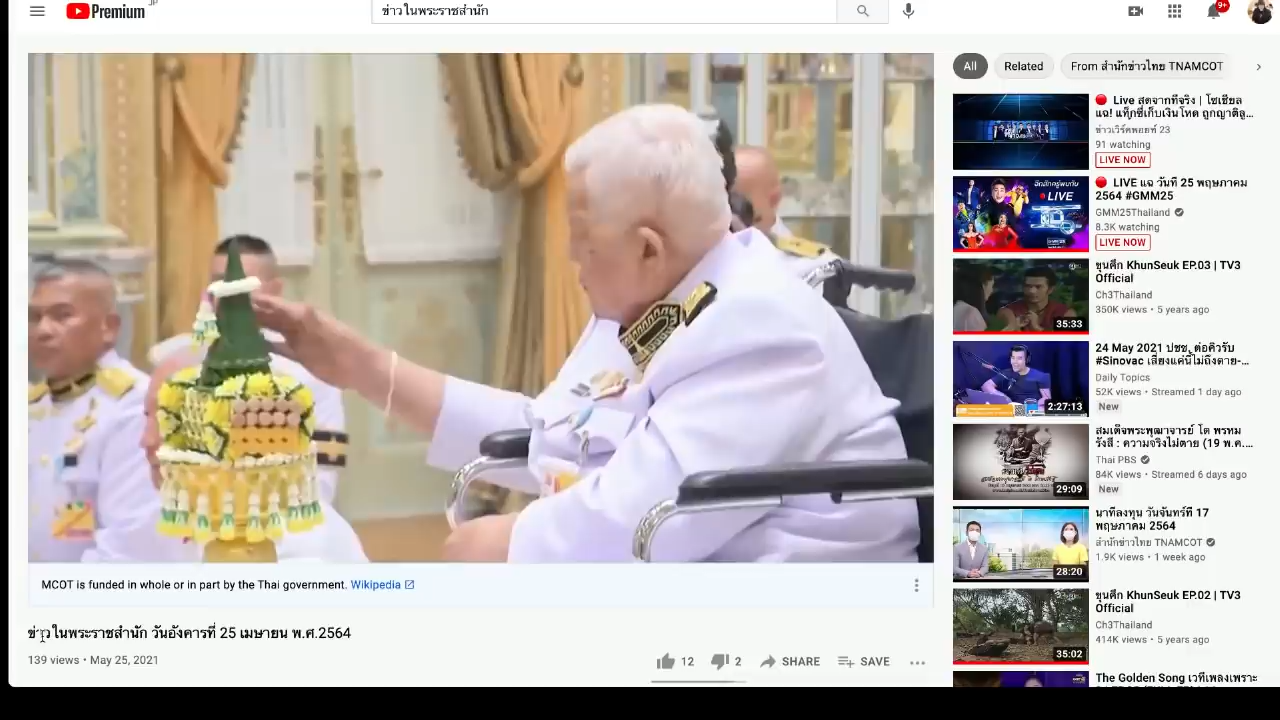 Premium
JP
ข่าวในพระราชสำนัก
9+
All
Related
From สำนักข่าวไทย TNAMCOT
MCOT is funded in whole or in part by the Thai government. Wikipedia
ข่าวในพระราชสำนัก วันอังคารที่ 25 เมษายน พ.ศ.2564
139 views • May 25, 2021
12
2
SHARE
SAVE
🔴 Live สดจากที่จริง | โซเชียล
แฉ! แท็กซี่เก็บเงินโหด ถูกญาติลู...
ข่าวเวิร์คพอยท์ 23
91 watching
LIVE NOW
LIVE
🔴 LIVE แฉ วันที่ 25 พฤษภาคม
2564 #GMM25
GMM25Thailand
8.3K watching
LIVE NOW
ขุนศึก KhunSeuk EP.03 | TV3
Official
Ch3Thailand
350K views • 5 years ago
35:33
24 May 2021 ปชช. ต่อคิวรับ
#Sinovac เสี่ยงแค่นี้ไม่ถึงตาย-...
Daily Topics
52K views • Streamed 1 day ago
New
2:27:13
สมเด็จพระพุฒาจารย์ โต พรหม
รังสี : ความจริงไม่ตาย (19 พ.ค....
Thai PBS
84K views • Streamed 6 days ago
New
29:09
นาทีลงทุน วันจันทร์ที่ 17
พฤษภาคม 2564
สำนักข่าวไทย TNAMCOT
1.9K views • 1 week ago
28:20
ขุนศึก KhunSeuk EP.02 | TV3
Official
Ch3Thailand
414K views • 5 years ago
35:02
The Golden Song เวทีเพลงเพราะ